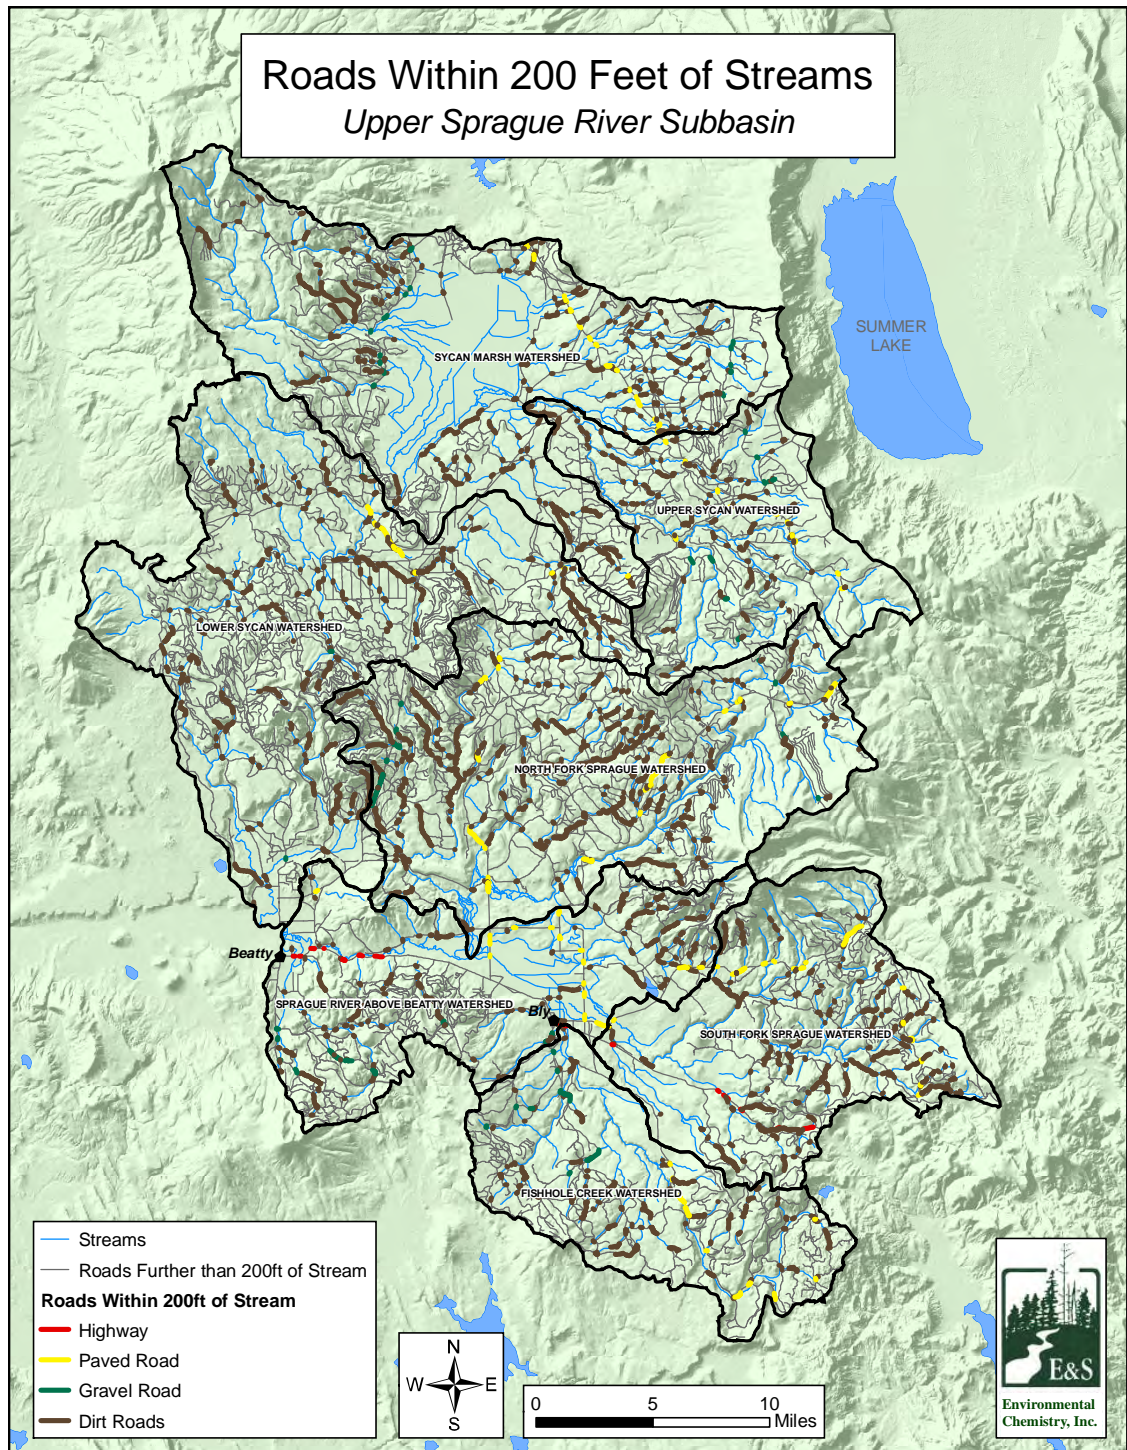 Roads Within 200 Feet of Streams
Upper Sprague River Subbasin
SUMMER
LAKE
SYCAN MARSH WATERSHED
UPPER SYCAN WATERSHED
LOWER SYCAN WATERSHED
NORTH FORK SPRAGUE WATERSHED
Beatty
SPRAGUE RIVER ABOVE BEATTY WATERSHED
Bly
SOUTH FORK SPRAGUE WATERSHED
FISHHOLE CREEK WATERSHED
Streams
Roads Further than 200ft of Stream
Roads Within 200ft of Stream
Highway
Paved Road
Gravel Road
Dirt Roads
N
W E
S
0 5 10
Miles
E&S
Environmental
Chemistry, Inc.